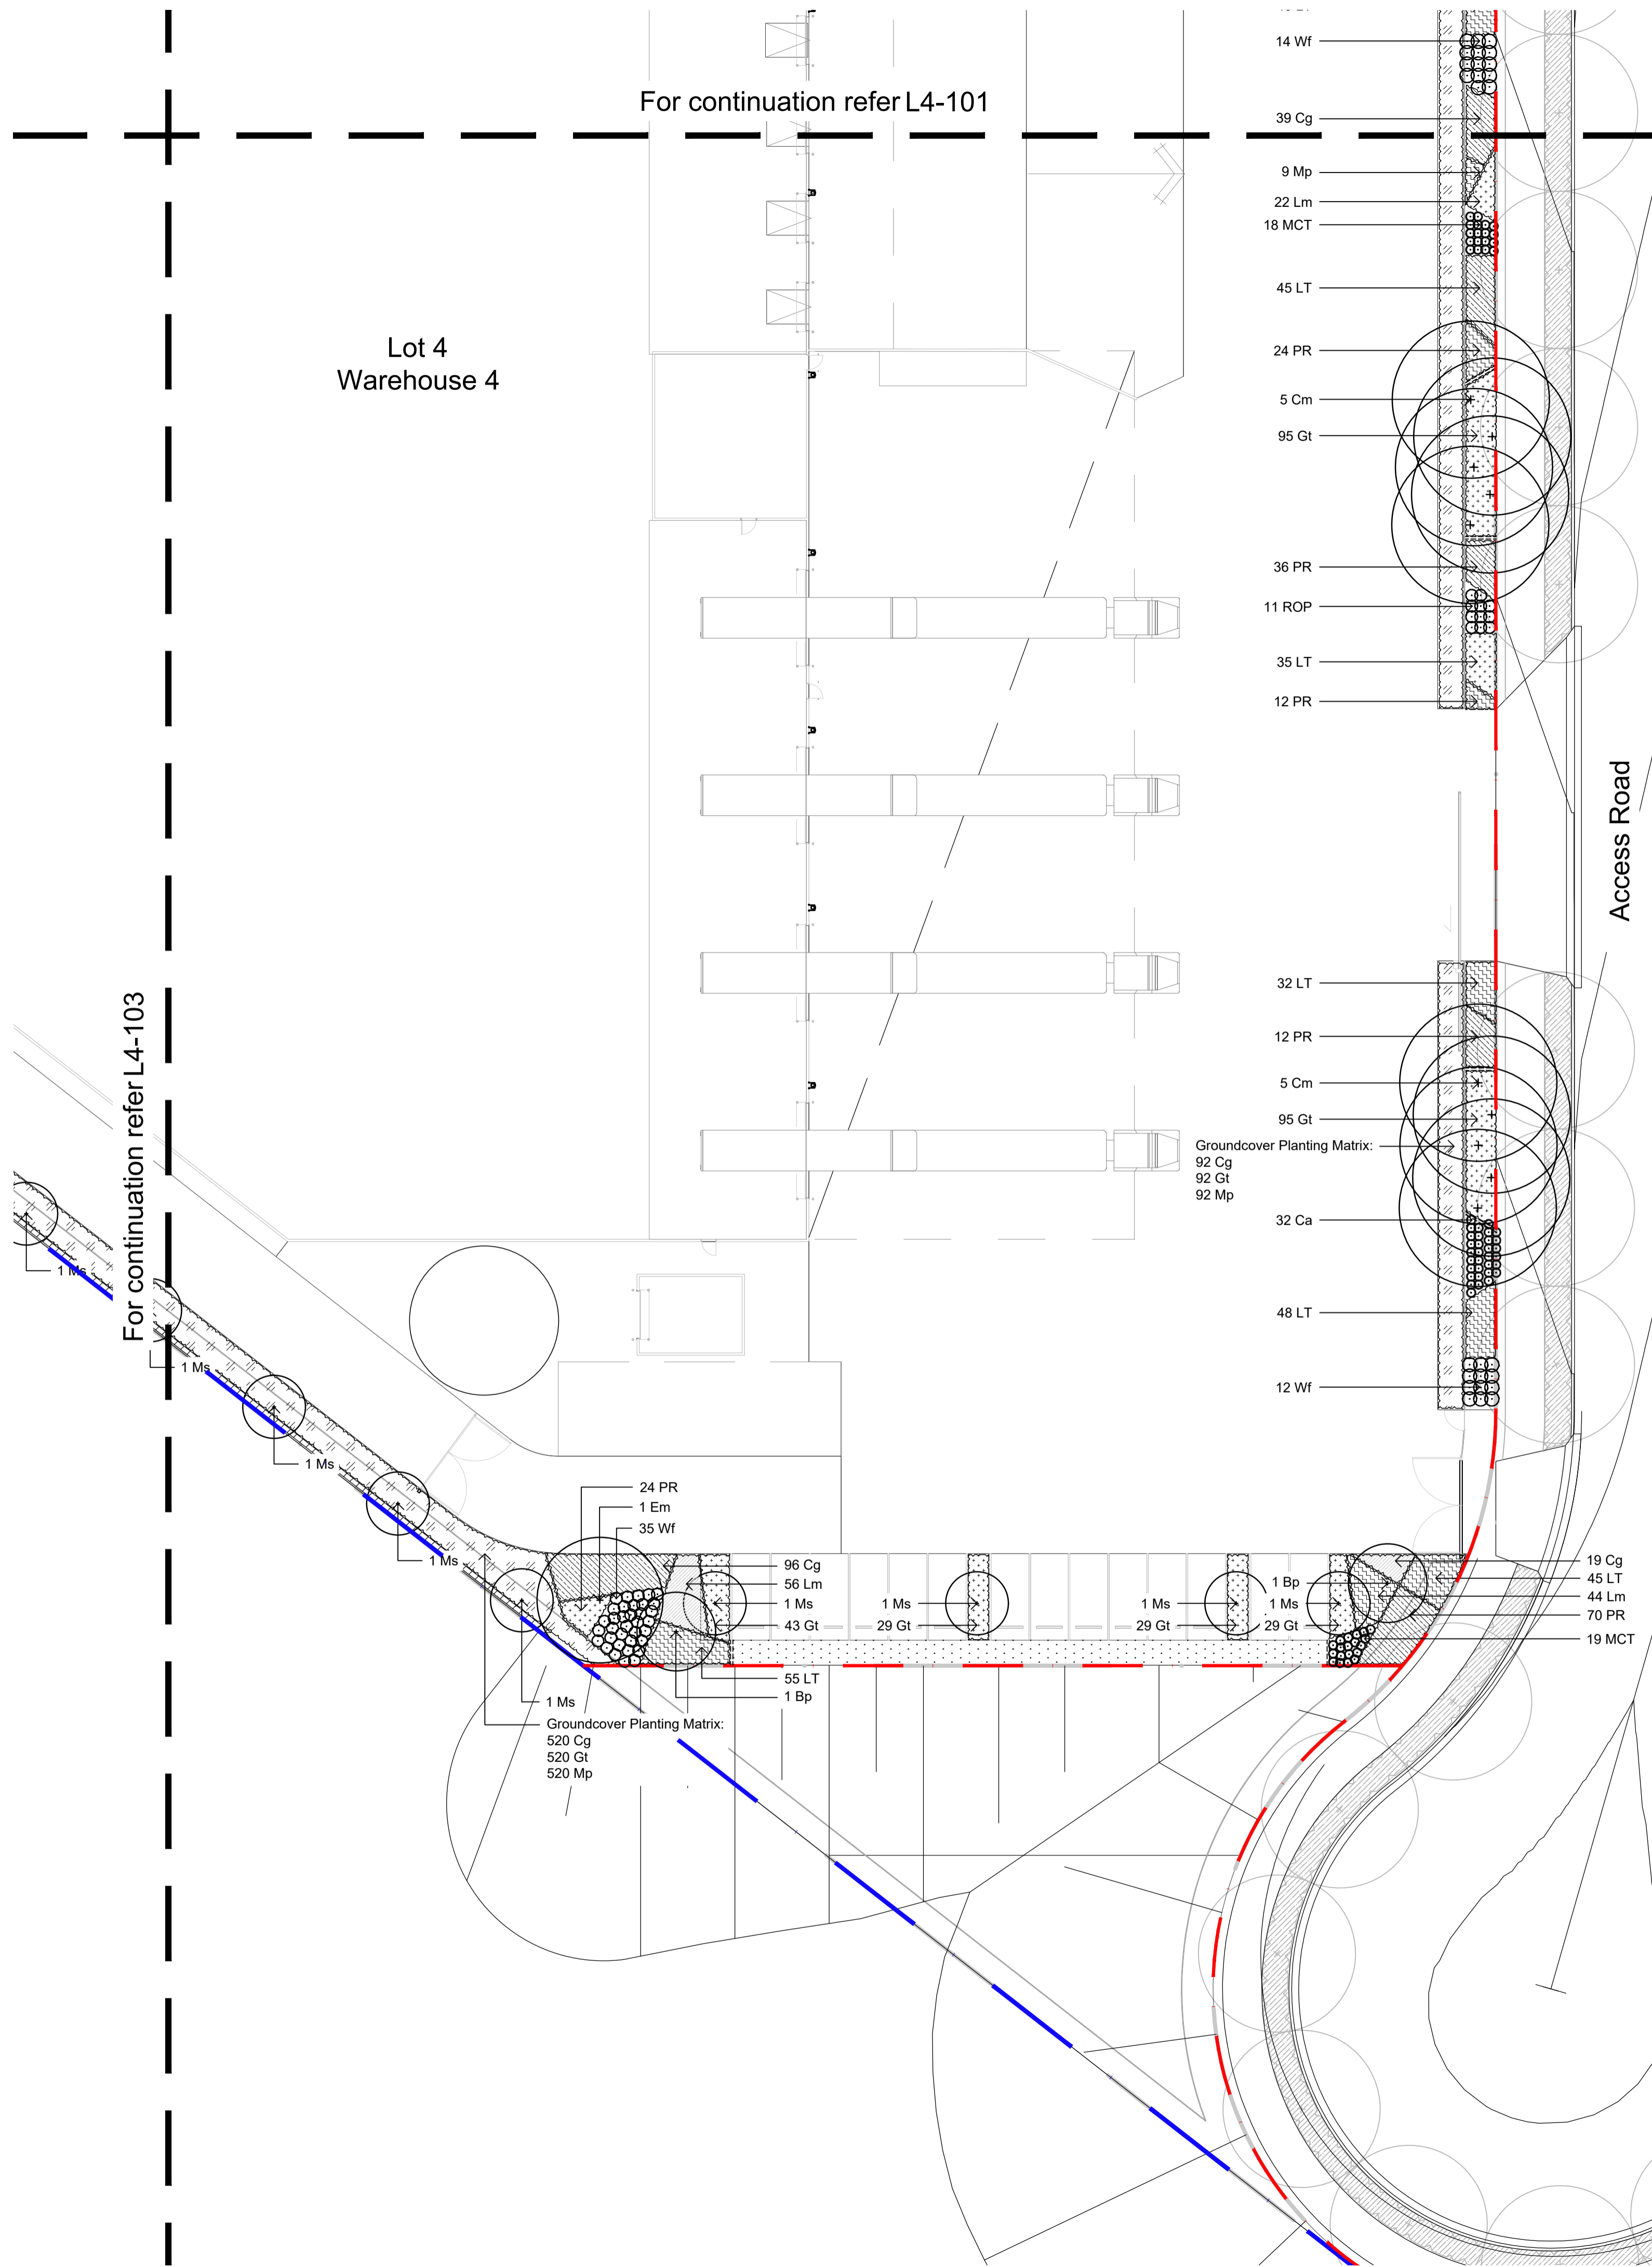 14 Wf
For continuation refer L4-101
39 Cg
9 Mp
22 Lm
18 MCT
45 LT
Lot 4
Warehouse 4
24 PR
5 Cm
95 Gt
36 PR
11 ROP
35 LT
12 PR
Access Road
32 LT
For continuation refer L4-103
12 PR
5 Cm
95 Gt
Groundcover Planting Matrix:
92 Cg
92 Gt
92 Mp
32 Ca
1 Ms
48 LT
1 Ms
12 Wf
1 Ms
24 PR
1 Em
35 Wf
1 Ms
96 Cg
56 Lm
1 Ms
43 Gt
1 Ms
29 Gt
1 Ms
29 Gt
1 Bp
1 Ms
29 Gt
19 Cg
45 LT
44 Lm
70 PR
19 MCT
55 LT
1 Bp
1 Ms
Groundcover Planting Matrix:
520 Cg
520 Gt
520 Mp